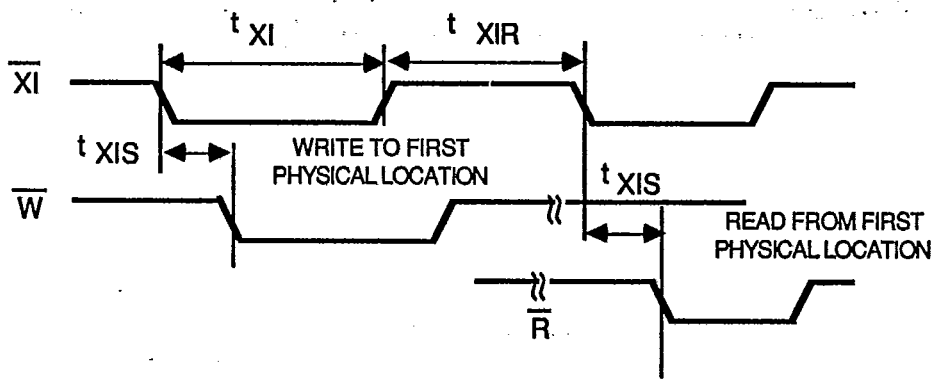 t XI
t XIR
XI
t XIS
WRITE TO FIRST
PHYSICAL LOCATION
t XIS
W
READ FROM FIRST
PHYSICAL LOCATION
R